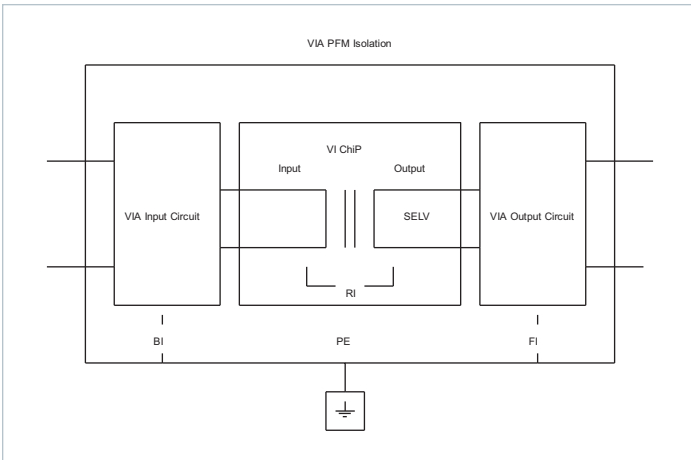 VIA PFM Isolation
VI ChiP
Input
Output
VIA Input Circuit
SELV
VIA Output Circuit
RI
BI
PE
FI